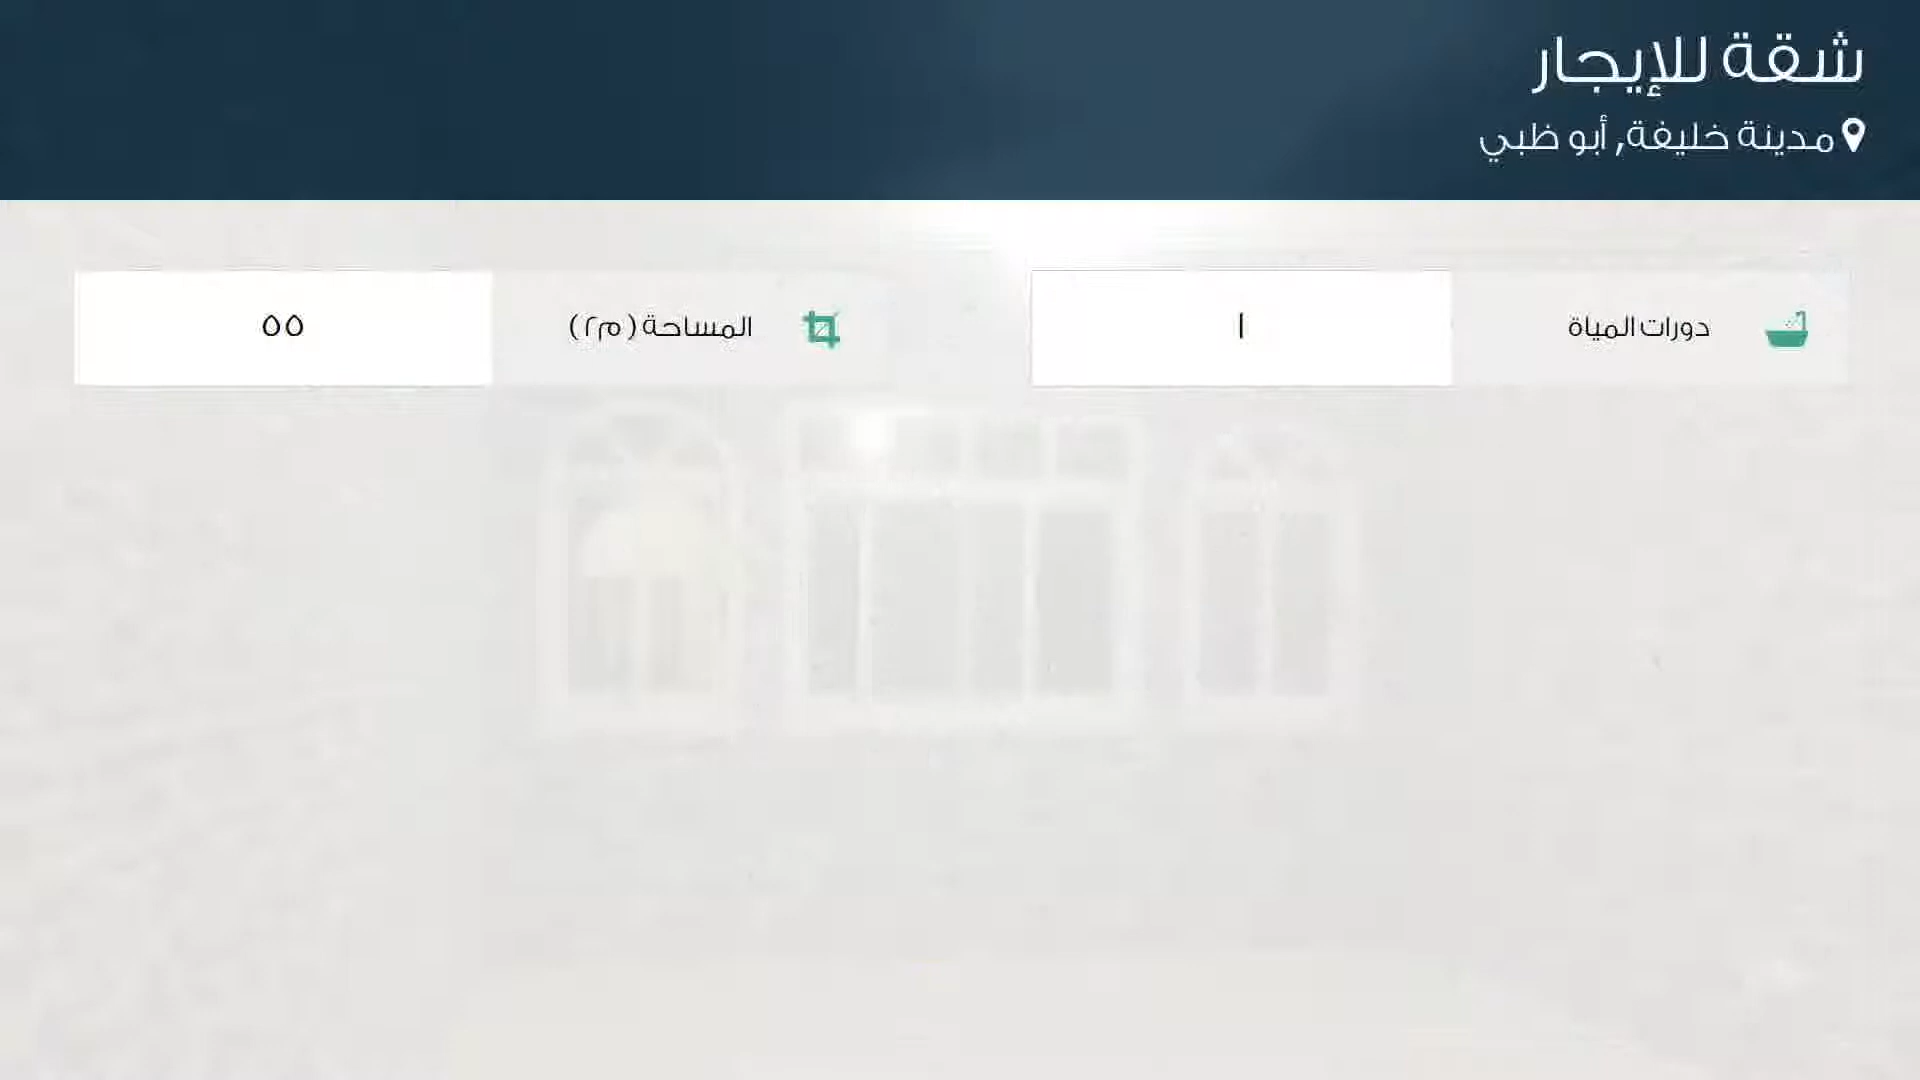 شقة للإيجار
مدينة خليفة, أبو ظبي
دورات المياة
١
المساحة (م٢)
٥٥